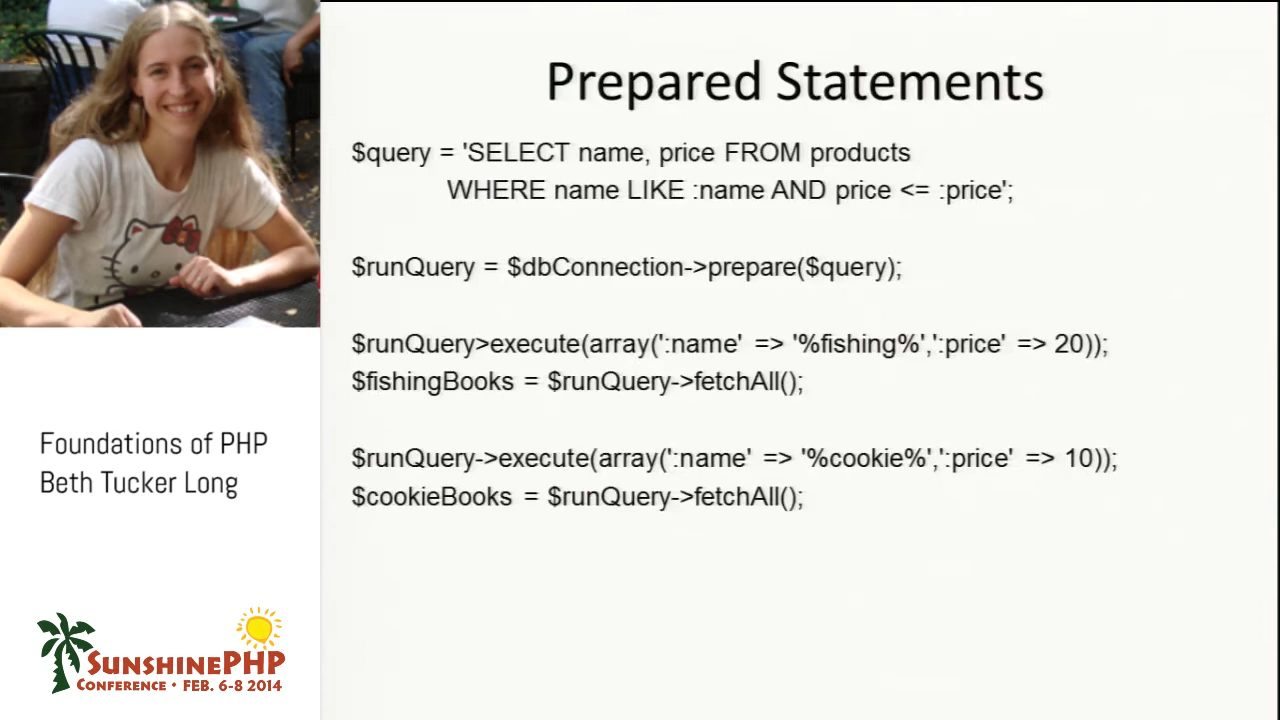 Prepared Statements
$query = 'SELECT name, price FROM products
WHERE name LIKE :name AND price <= :price';
$runQuery = $dbConnection->prepare($query);
$runQuery>execute(array(':name' => '%fishing%',':price' => 20));
$fishingBooks = $runQuery->fetchAll();
$runQuery->execute(array(':name' => '%cookie%',':price' => 10));
$cookieBooks = $runQuery->fetchAll();
Foundations of PHP
Beth Tucker Long
SUNSHINEPHP
CONFERENCE • FEB. 6-8 2014